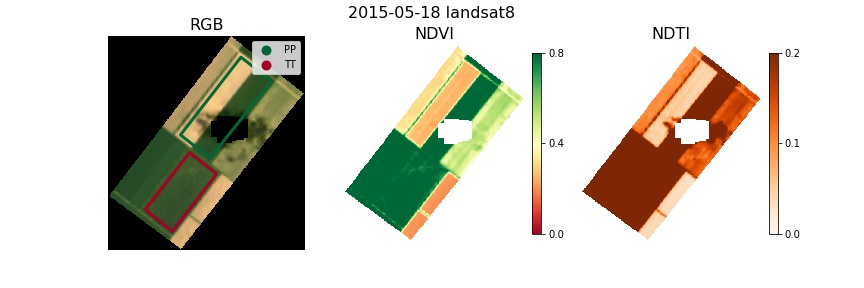 2015-05-18 landsat8
RGB
NDVI
NDTI
PP
TT
0.8
0.4
0.0
0.2
0.1
0.0